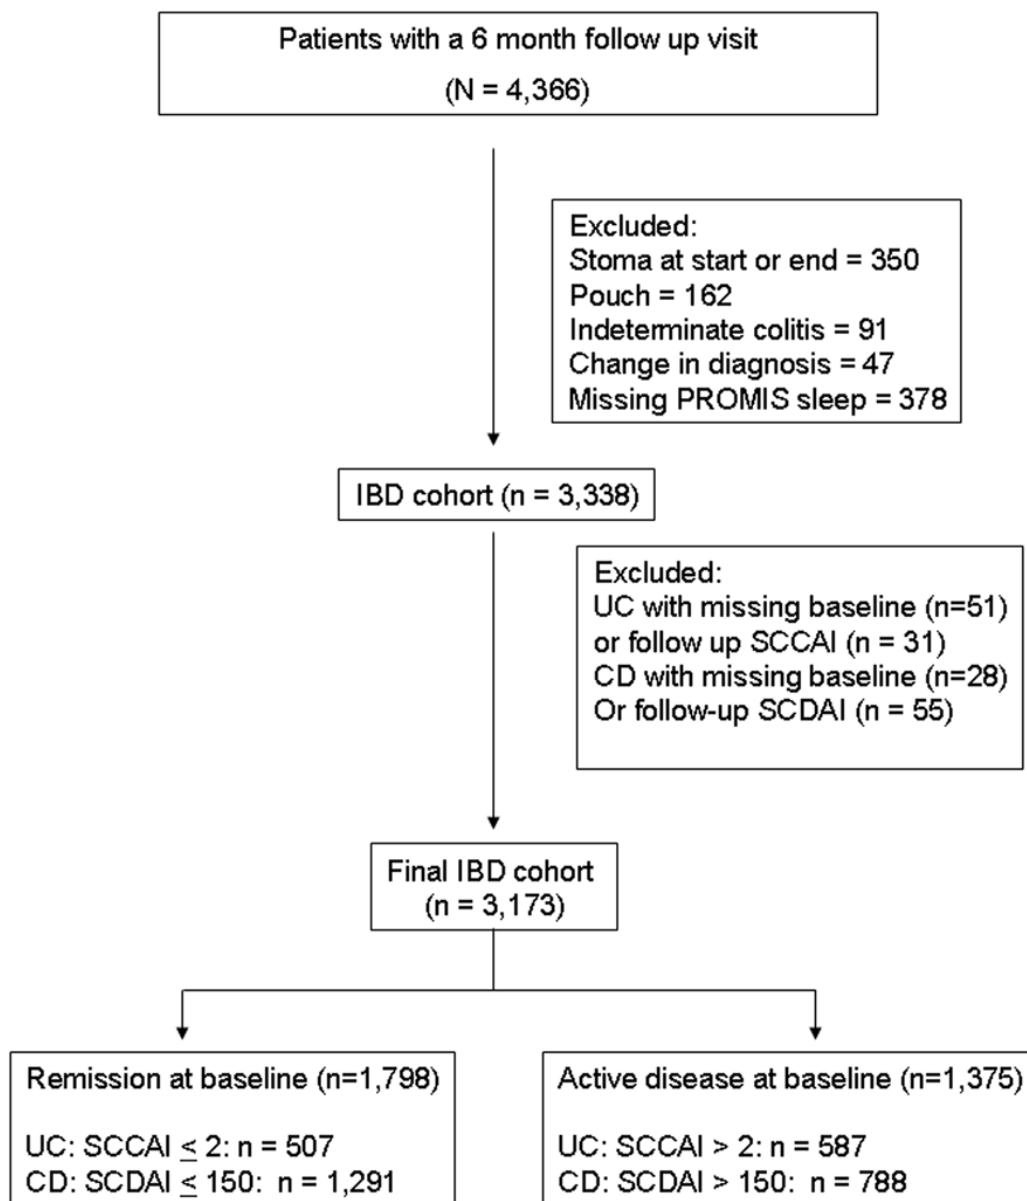 Patients with a 6 month follow up visit
(N = 4,366)
Excluded:
Stoma at start or end = 350
Pouch = 162
Indeterminate colitis = 91
Change in diagnosis = 47
Missing PROMIS sleep = 378
IBD cohort (n = 3,338)
Excluded:
UC with missing baseline (n=51)
or follow up SCCAI (n = 31)
CD with missing baseline (n=28)
Or follow-up SCDAI (n = 55)
Final IBD cohort
(n = 3,173)
Remission at baseline (n=1,798)
UC: SCCAI ≤ 2: n = 507
CD: SCDAI ≤ 150: n = 1,291
Active disease at baseline (n=1,375)
UC: SCCAI > 2: n = 587
CD: SCDAI > 150: n = 788